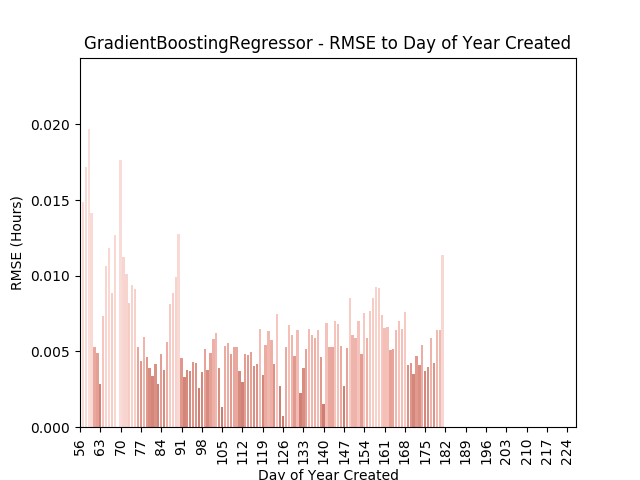 GradientBoostingRegressor - RMSE to Day of Year Created
RMSE (Hours)
0.020
0.015
0.010
0.005
0.000
56 63 70 77 84 91 98 105 112 119 126 133 140 147 154 161 168 175 182 189 196 203 210 217 224
Day of Year Created